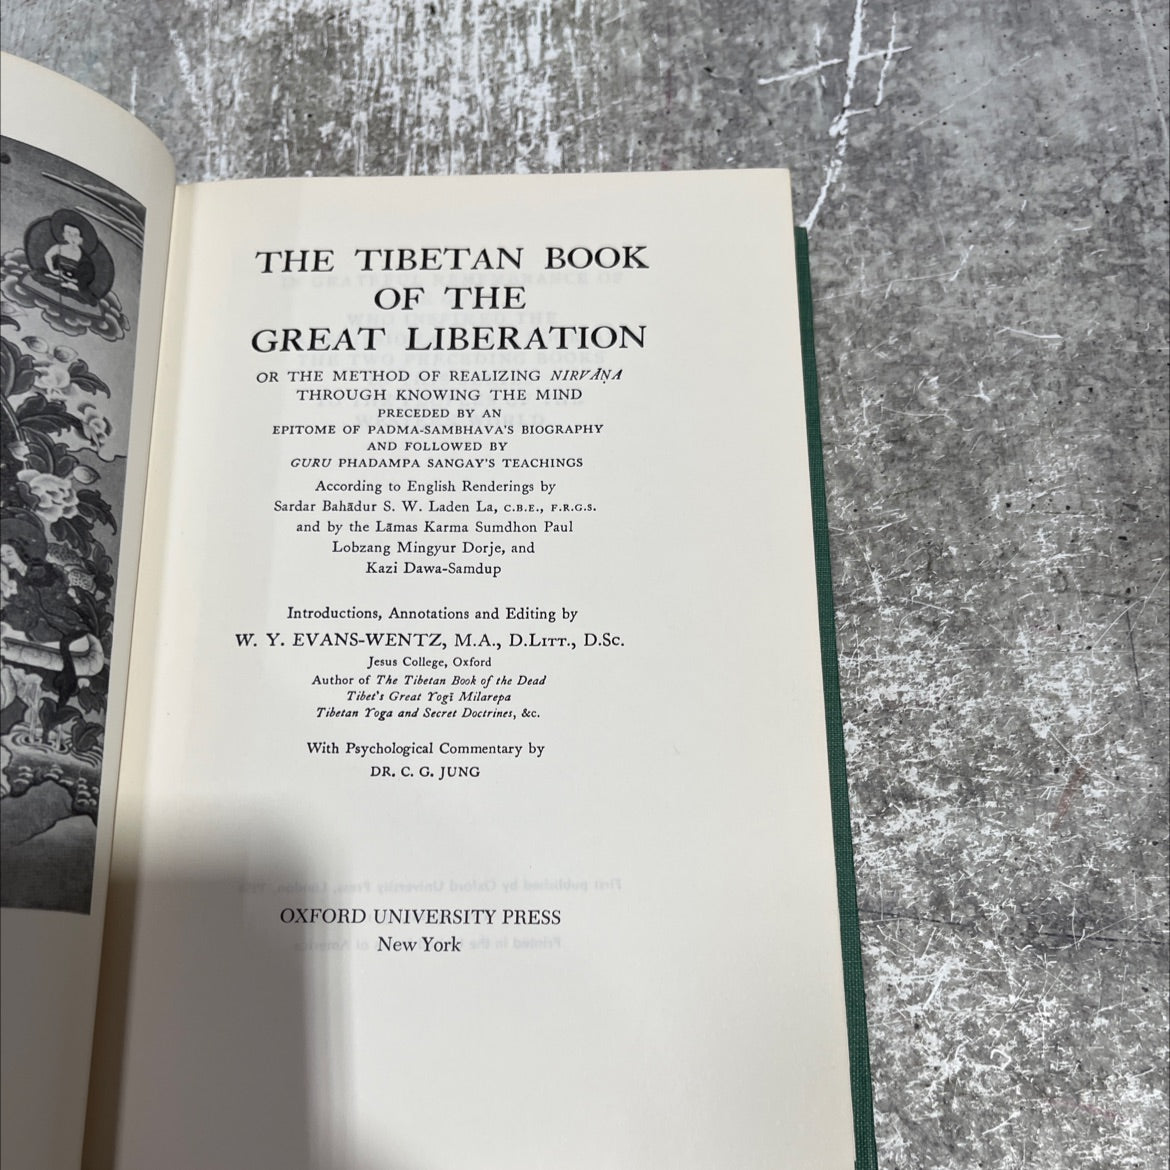 THE TIBETAN BOOK
OF THE
GREAT LIBERATION
OR THE METHOD OF REALIZING NIRVĀṆA
THROUGH KNOWING THE MIND
PRECEDED BY AN
EPITOME OF PADMA-SAMBHAVA'S BIOGRAPHY
AND FOLLOWED BY
GURU PHADAMPA SANGAY'S TEACHINGS
According to English Renderings by
Sardar Bahādur S. W. Laden La, C.B.E., F.R.G.S.
and by the Lāmas Karma Sumdhon Paul
Lobzang Mingyur Dorje, and
Kazi Dawa-Samdup
Introductions, Annotations and Editing by
W. Y. EVANS-WENTZ, M.A., D.LITT., D.Sc.
Jesus College, Oxford
Author of The Tibetan Book of the Dead
Tibet's Great Yogī Milarepa
Tibetan Yoga and Secret Doctrines, &c.
With Psychological Commentary by
DR. C. G. JUNG
OXFORD UNIVERSITY PRESS
New York